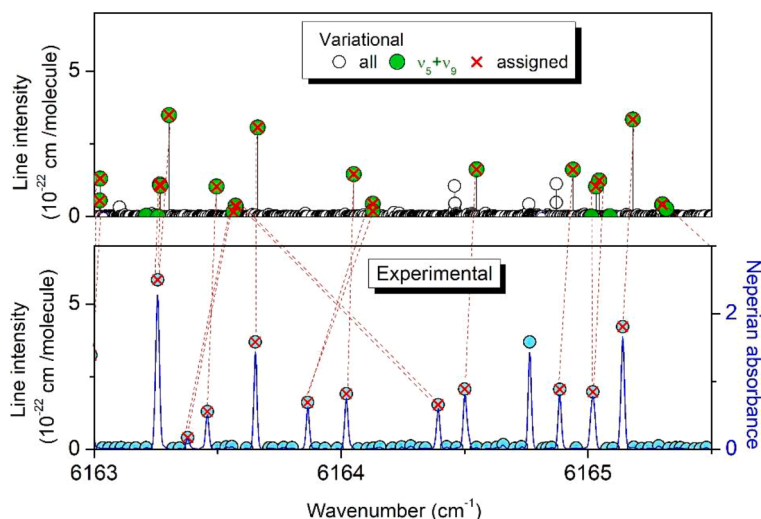 Variational
all ν5+ν9 assigned
5
0
Line intensity
(10-22 cm /molecule)
Experimental
5
0
Line intensity
(10-22 cm /molecule)
2
1
0
Neperian absorbance
6163 6164 6165
Wavenumber (cm-1)